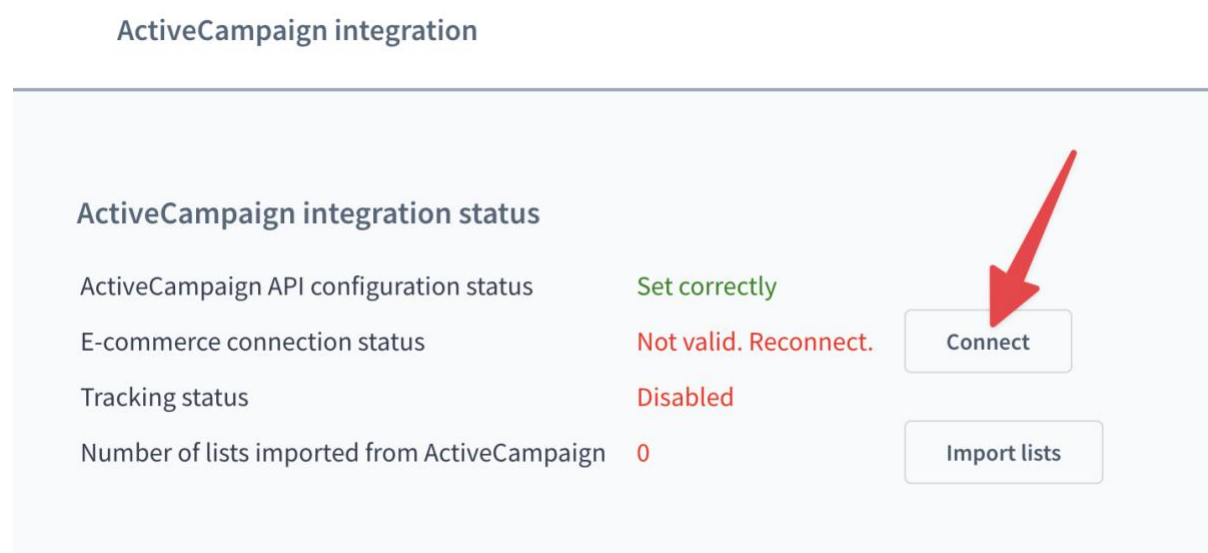 ActiveCampaign integration
ActiveCampaign integration status
ActiveCampaign API configuration status Set correctly
E-commerce connection status Not valid. Reconnect. Connect
Tracking status Disabled
Number of lists imported from ActiveCampaign 0 Import lists